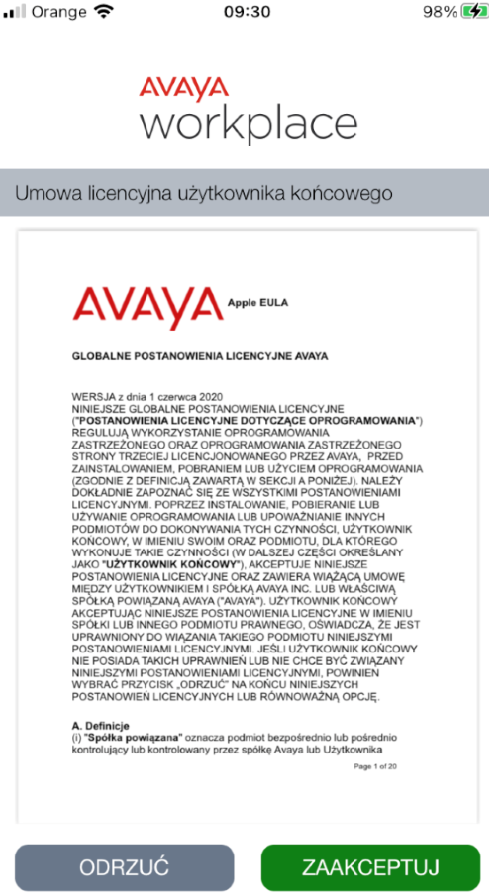 Orange 09:30 98%
AVAYA
workplace
Umowa licencyjna użytkownika końcowego
AVAYA Apple EULA
GLOBALNE POSTANOWIENIA LICENCYJNE AVAYA
WERSJA z dnia 1 czerwca 2020
NINIEJSZE GLOBALNE POSTANOWIENIA LICENCYJNE
("POSTANOWIENIA LICENCYJNE DOTYCZĄCE OPROGRAMOWANIA")
REGULUJĄ WYKORZYSTANIE OPROGRAMOWANIA
ZASTRZEŻONEGO ORAZ OPROGRAMOWANIA ZASTRZEŻONEGO
STRONY TRZECIEJ LICENCJONOWANEGO PRZEZ AVAYA, PRZED
ZAINSTALOWANIEM, POBRANIEM LUB UŻYCIEM OPROGRAMOWANIA
(ZGODNIE Z DEFINICJĄ ZAWARTĄ W SEKCJI A PONIŻEJ). NALEŻY
DOKŁADNIE ZAPOZNAĆ SIĘ ZE WSZYSTKIMI POSTANOWIENIAMI
LICENCYJNYMI. POPRZEZ INSTALOWANIE, POBIERANIE LUB
UŻYWANIE OPROGRAMOWANIA LUB UPOWAŻNIANIE INNYCH
PODMIOTÓW DO DOKONYWANIA TYCH CZYNNOŚCI, UŻYTKOWNIK
KOŃCOWY, W IMIENIU SWOIM ORAZ PODMIOTU, DLA KTÓREGO
WYKONUJE TAKIE CZYNNOŚCI (W DALSZEJ CZĘŚCI OKREŚLANY
JAKO "UŻYTKOWNIK KOŃCOWY"), AKCEPTUJE NINIEJSZE
POSTANOWIENIA LICENCYJNE ORAZ ZAWIERA WIĄŻĄCĄ UMOWĘ
MIĘDZY UŻYTKOWNIKIEM I SPÓŁKĄ AVAYA INC. LUB WŁAŚCIWĄ
SPÓŁKĄ POWIĄZANĄ AVAYA ("AVAYA"). UŻYTKOWNIK KOŃCOWY
AKCEPTUJĄC NINIEJSZE POSTANOWIENIA LICENCYJNE W IMIENIU
SPÓŁKI LUB INNEGO PODMIOTU PRAWNEGO, OŚWIADCZA, ŻE JEST
UPRAWNIONY DO WIĄZANIA TAKIEGO PODMIOTU NINIEJSZYMI
POSTANOWIENIAMI LICENCYJNYMI. JEŚLI UŻYTKOWNIK KOŃCOWY
NIE POSIADA TAKICH UPRAWNIEŃ LUB NIE CHCE BYĆ ZWIĄZANY
NINIEJSZYMI POSTANOWIENIAMI LICENCYJNYMI, POWINIEN
WYBRAĆ PRZYCISK „ODRZUĆ" NA KOŃCU NINIEJSZYCH
POSTANOWIEŃ LICENCYJNYCH LUB RÓWNOWAŻNĄ OPCJĘ.
A. Definicje
(i) "Spółka powiązana" oznacza podmiot bezpośrednio lub pośrednio
kontrolujący lub kontrolowany przez spółkę Avaya lub Użytkownika
Page 1 of 20
ODRZUĆ ZAAKCEPTUJ